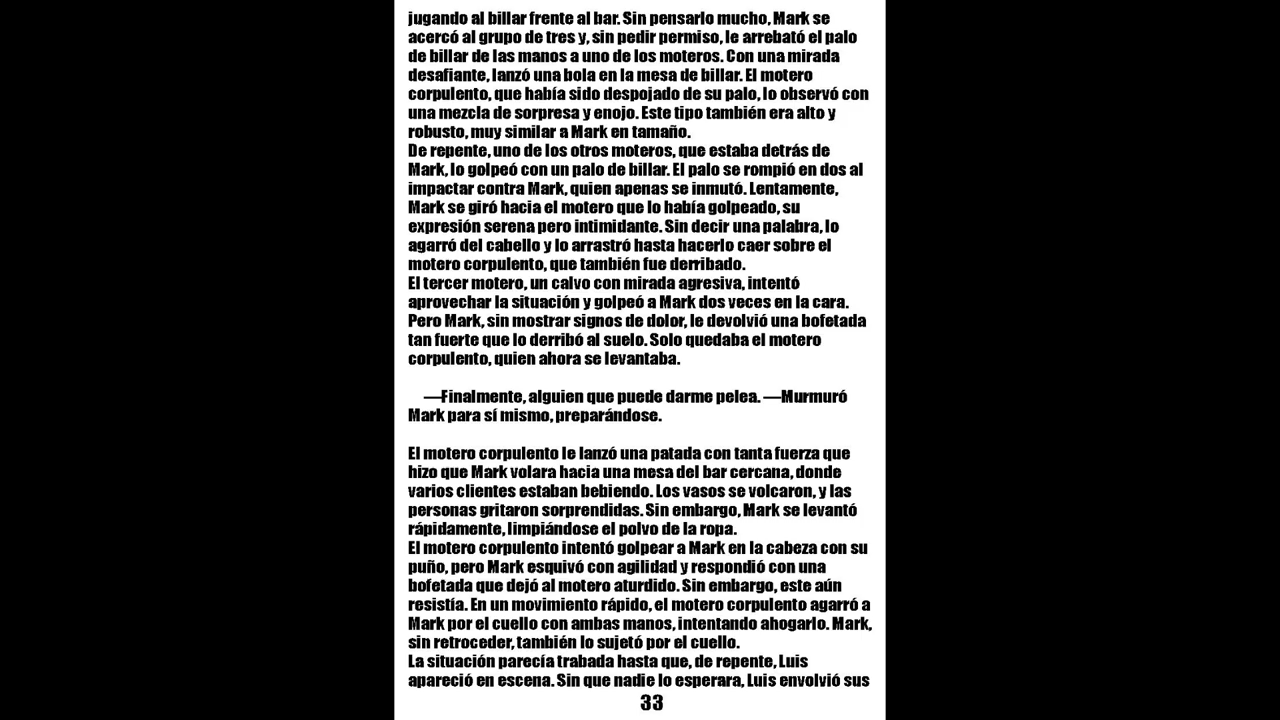 jugando al billar frente al bar. Sin pensarlo mucho, Mark se
acercó al grupo de tres y, sin pedir permiso, le arrebató el palo
de billar de las manos a uno de los moteros. Con una mirada
desafiante, lanzó una bola en la mesa de billar. El motero
corpulento, que había sido despojado de su palo, lo observó con
una mezcla de sorpresa y enojo. Este tipo también era alto y
robusto, muy similar a Mark en tamaño.
De repente, uno de los otros moteros, que estaba detrás de
Mark, lo golpeó con un palo de billar. El palo se rompió en dos al
impactar contra Mark, quien apenas se inmutó. Lentamente,
Mark se giró hacia el motero que lo había golpeado, su
expresión serena pero intimidante. Sin decir una palabra, lo
agarró del cabello y lo arrastró hasta hacerlo caer sobre el
motero corpulento, que también fue derribado.
El tercer motero, un calvo con mirada agresiva, intentó
aprovechar la situación y golpeó a Mark dos veces en la cara.
Pero Mark, sin mostrar signos de dolor, le devolvió una bofetada
tan fuerte que lo derribó al suelo. Solo quedaba el motero
corpulento, quien ahora se levantaba.
—Finalmente, alguien que puede darme pelea. —Murmuró
Mark para sí mismo, preparándose.
El motero corpulento le lanzó una patada con tanta fuerza que
hizo que Mark volara hacia una mesa del bar cercana, donde
varios clientes estaban bebiendo. Los vasos se volcaron, y las
personas gritaron sorprendidas. Sin embargo, Mark se levantó
rápidamente, limpiándose el polvo de la ropa.
El motero corpulento intentó golpear a Mark en la cabeza con su
puño, pero Mark esquivó con agilidad y respondió con una
bofetada que dejó al motero aturdido. Sin embargo, este aún
resistía. En un movimiento rápido, el motero corpulento agarró a
Mark por el cuello con ambas manos, intentando ahogarlo. Mark,
sin retroceder, también lo sujetó por el cuello.
La situación parecía trabada hasta que, de repente, Luis
apareció en escena. Sin que nadie lo esperara, Luis envolvió sus
33